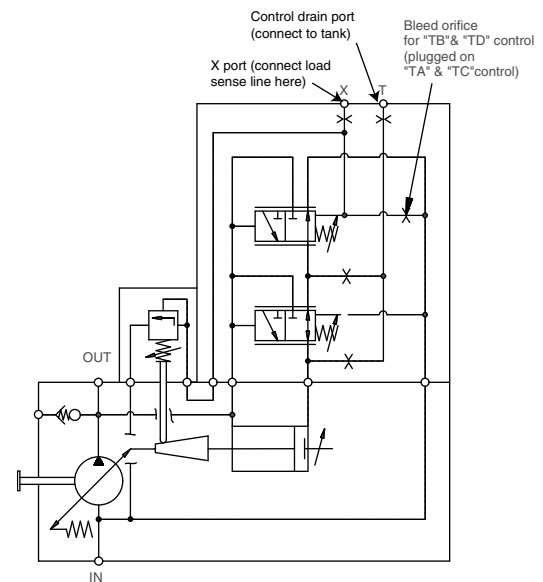 Control drain port
(connect to tank)
Bleed orifice
for "TB"& "TD" control
(plugged on
"TA" & "TC"control)
X port (connect load
sense line here)
X
T
OUT
IN